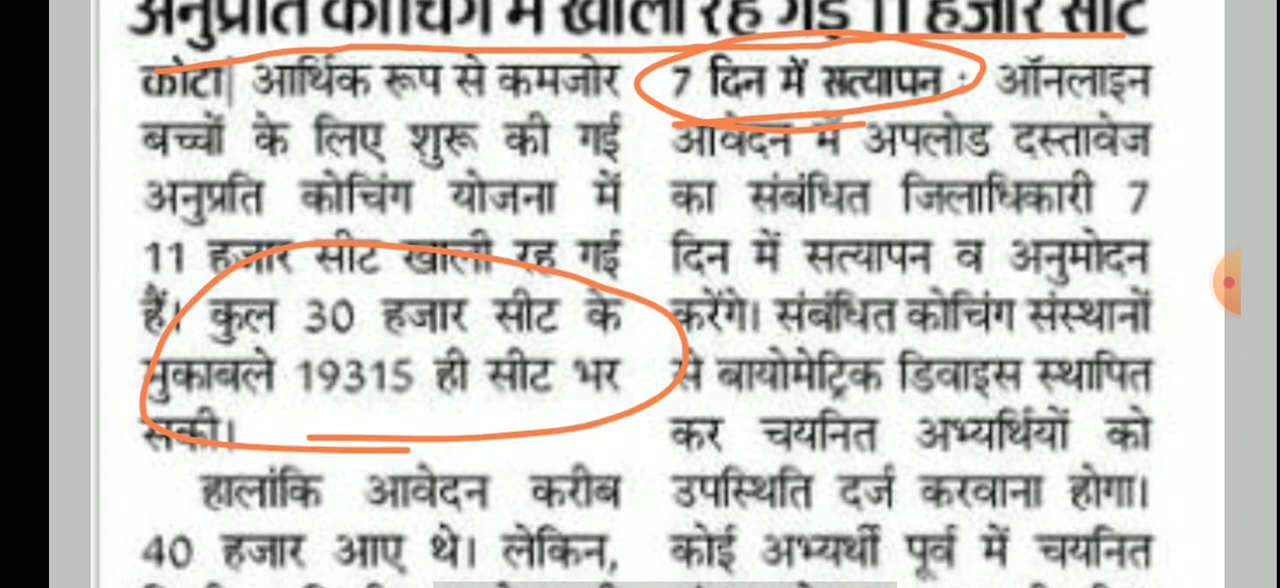 अनुप्रति कोचिंग में खाली रह गई 11 हजार सीट
कोटा| आर्थिक रूप से कमजोर
बच्चों के लिए शुरू की गई
अनुप्रति कोचिंग योजना में
11 हजार सीट खाली रह गई
हैं। कुल 30 हजार सीट के
मुकाबले 19315 ही सीट भर
सकी।
हालांकि आवेदन करीब
40 हजार आए थे। लेकिन,
7 दिन में सत्यापन : ऑनलाइन
आवेदन में अपलोड दस्तावेज
का संबंधित जिलाधिकारी 7
दिन में सत्यापन व अनुमोदन
करेंगे। संबंधित कोचिंग संस्थानों
से बायोमेट्रिक डिवाइस स्थापित
कर चयनित अभ्यर्थियों को
उपस्थिति दर्ज करवाना होगा।
कोई अभ्यर्थी पूर्व में चयनित